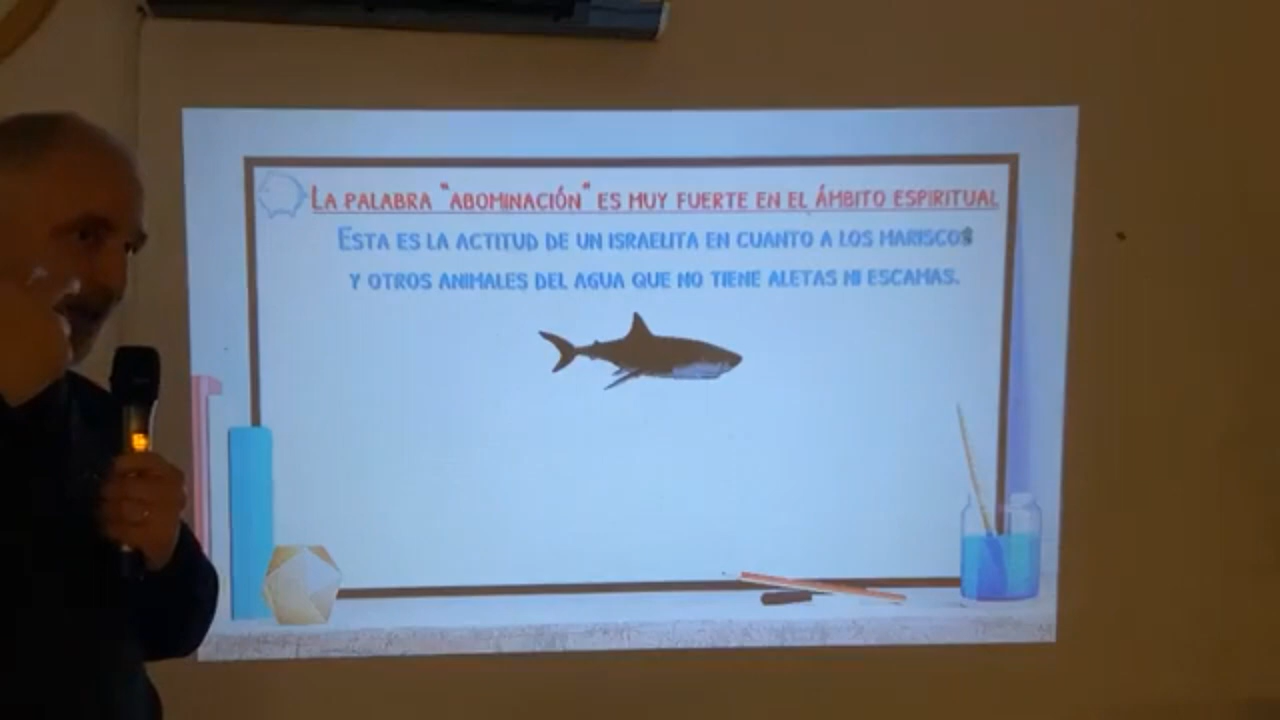 LA PALABRA "ABOMINACIÓN" ES MUY FUERTE EN EL ÁMBITO ESPIRITUAL
ESTA ES LA ACTITUD DE UN ISRAELITA EN CUANTO A LOS MARISCOS
Y OTROS ANIMALES DEL AGUA QUE NO TIENE ALETAS NI ESCAMAS.